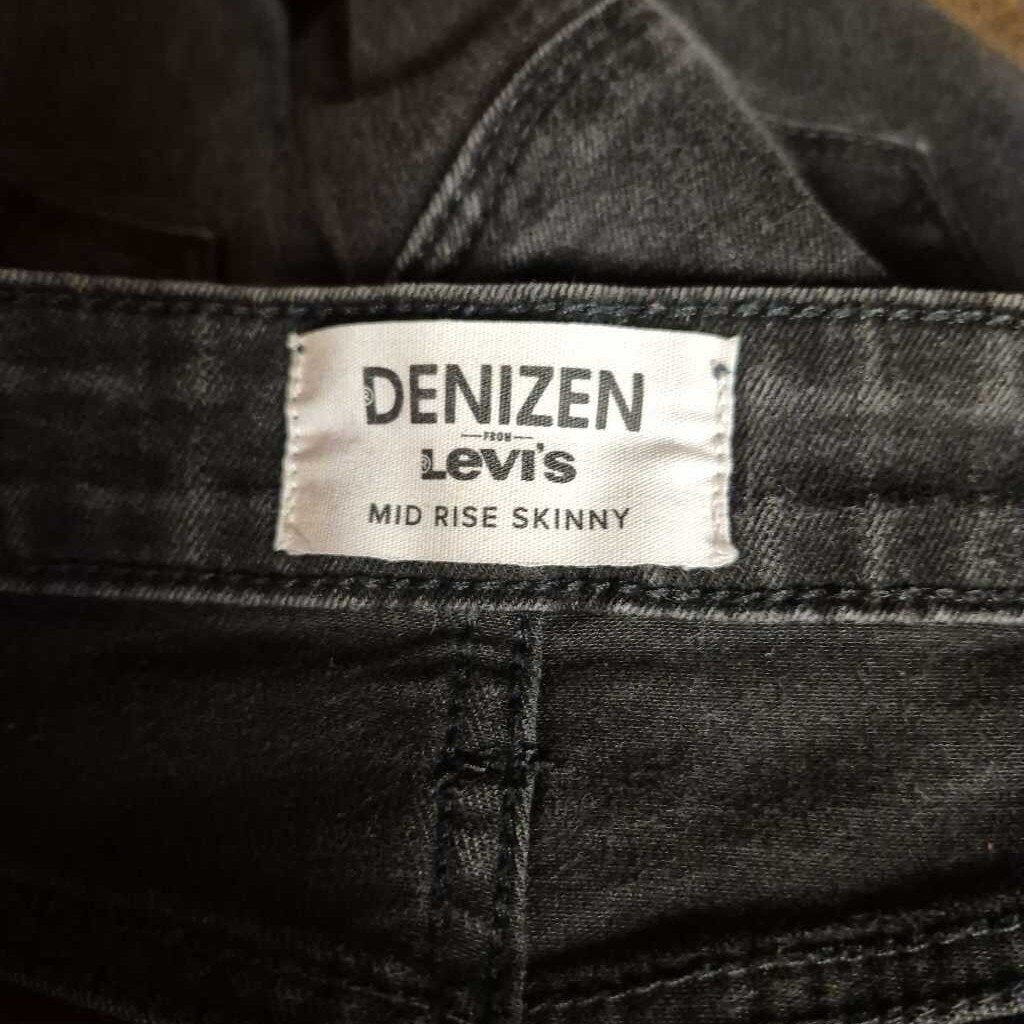 DENIZEN
FROM
Levi's
MID RISE SKINNY